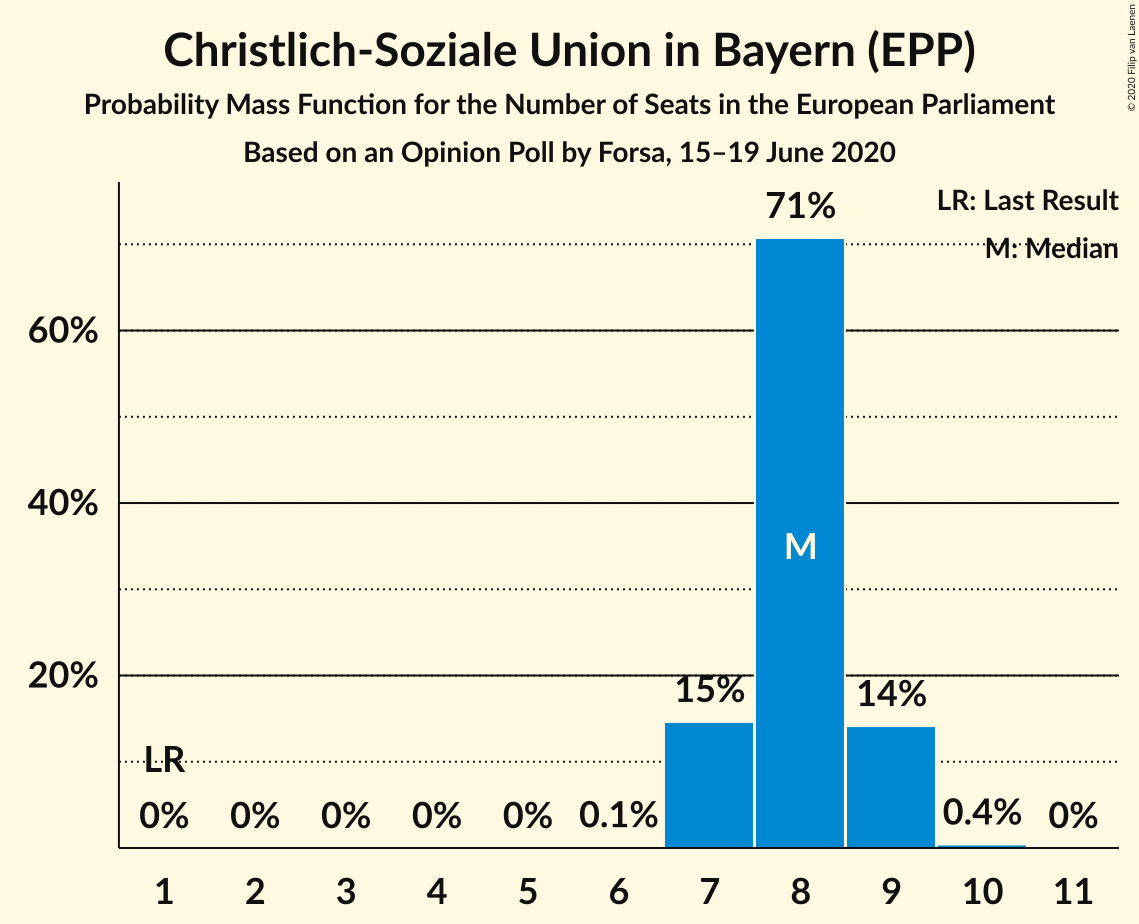 Christlich-Soziale Union in Bayern (EPP)
Probability Mass Function for the Number of Seats in the European Parliament
Based on an Opinion Poll by Forsa, 15–19 June 2020
© 2020 Filip van Laenen
LR: Last Result
M: Median
71%
60%
40%
M
20%
15%
14%
LR
0%
0%
0%
0%
0%
0.1%
0.4%
0%
1 2 3 4 5 6 7 8 9 10 11